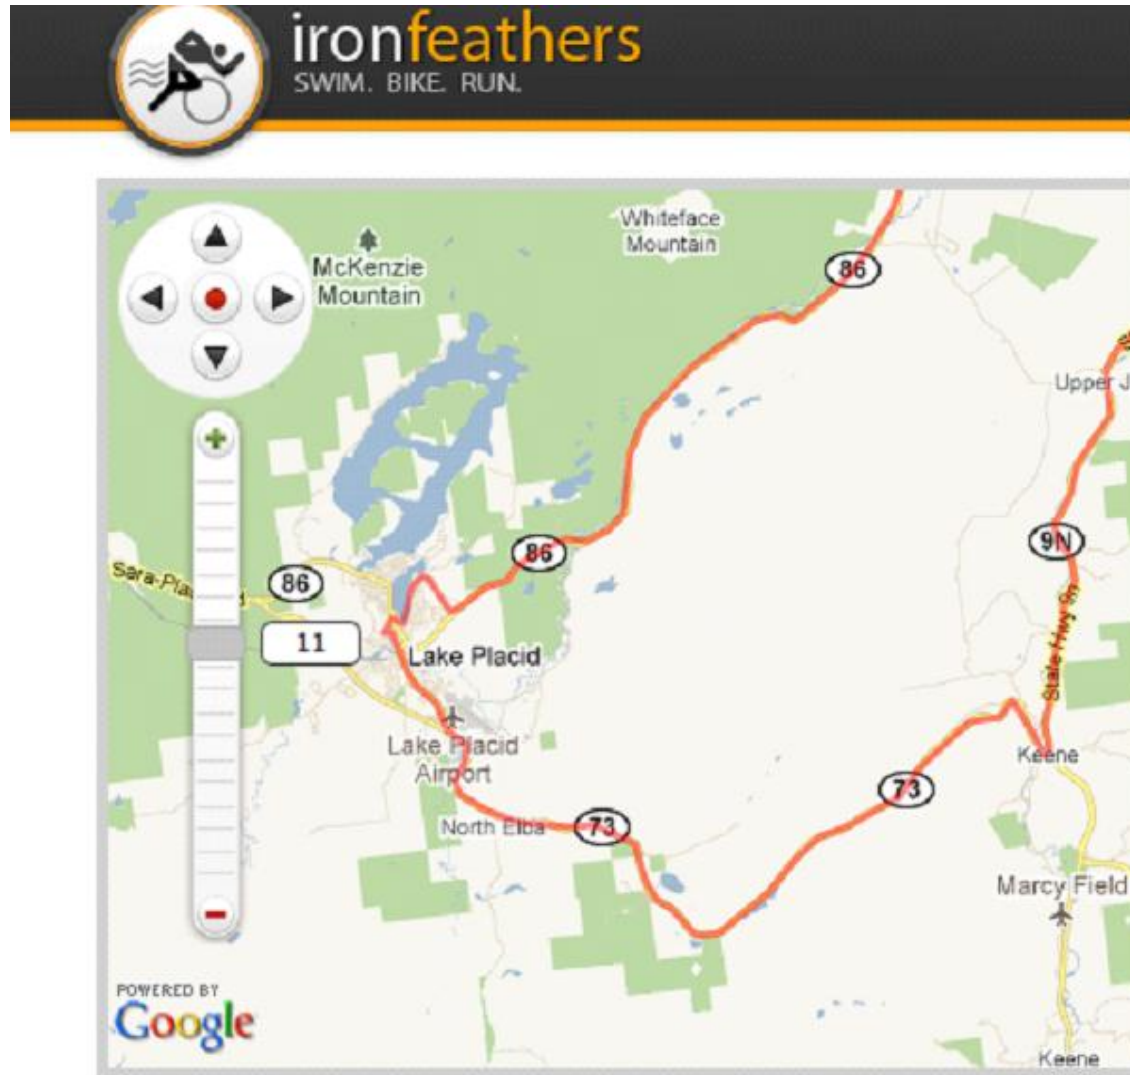 ironfeathers
SWIM. BIKE. RUN.
Whiteface
Mountain
McKenzie
Mountain
86
Upper J
86
9N
86
11
Lake Placid
State Hwy 9n
Lake Placid
Airport
Keene
73
North Elba
73
Marcy Field
POWERED BY
Google
Keene